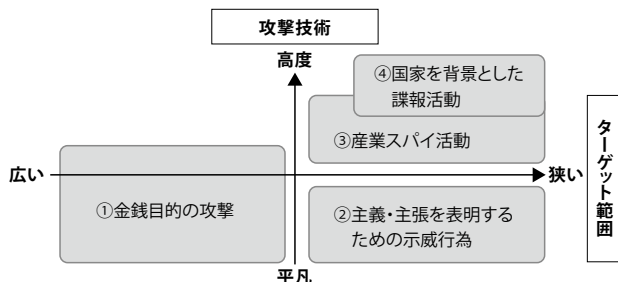 攻撃技術
高度
④国家を背景とした
諜報活動
③産業スパイ活動
広い
狭い
ターゲット範囲
①金銭目的の攻撃
②主義・主張を表明する
ための示威行為
平凡